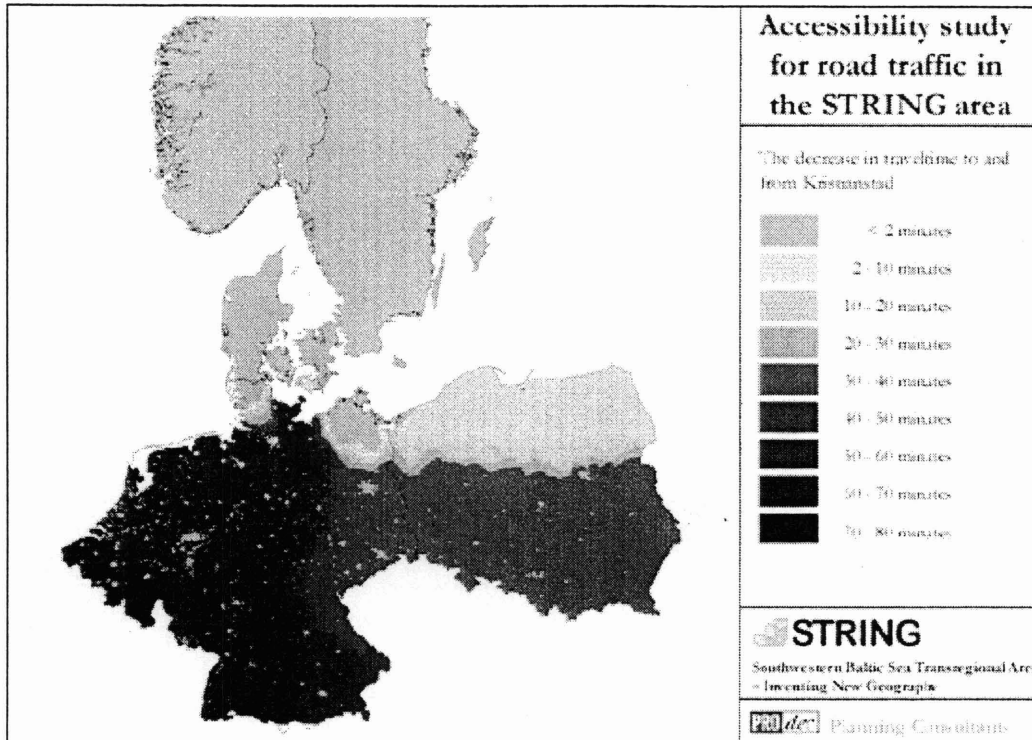 Accessibility study
for road traffic in
the STRING area
The decrease in traveltime to and
from Kristianstad
< 2 minutes
2 - 10 minutes
10 - 20 minutes
20 - 30 minutes
30 - 40 minutes
40 - 50 minutes
50 - 60 minutes
60 - 70 minutes
70 - 80 minutes
STRING
Southwestern Baltic Sea Transregional Are
- Inventing New Geography
PRO dec Planning Consultants